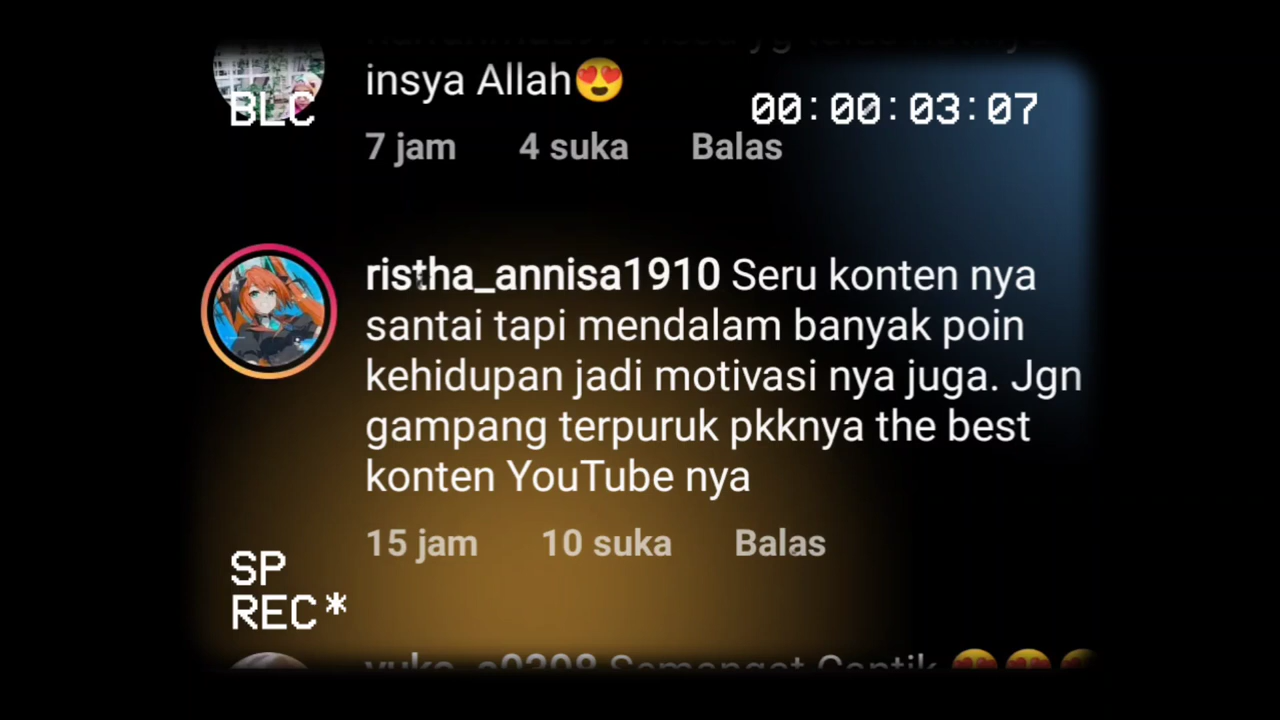 insya Allah😍
BLC
00:00:03:07
7 jam 4 suka Balas
ristha_annisa1910 Seru konten nya
santai tapi mendalam banyak poin
kehidupan jadi motivasi nya juga. Jgn
gampang terpuruk pkknya the best
konten YouTube nya
15 jam 10 suka Balas
SP
REC*
Semangat Cantik 😍😍😍